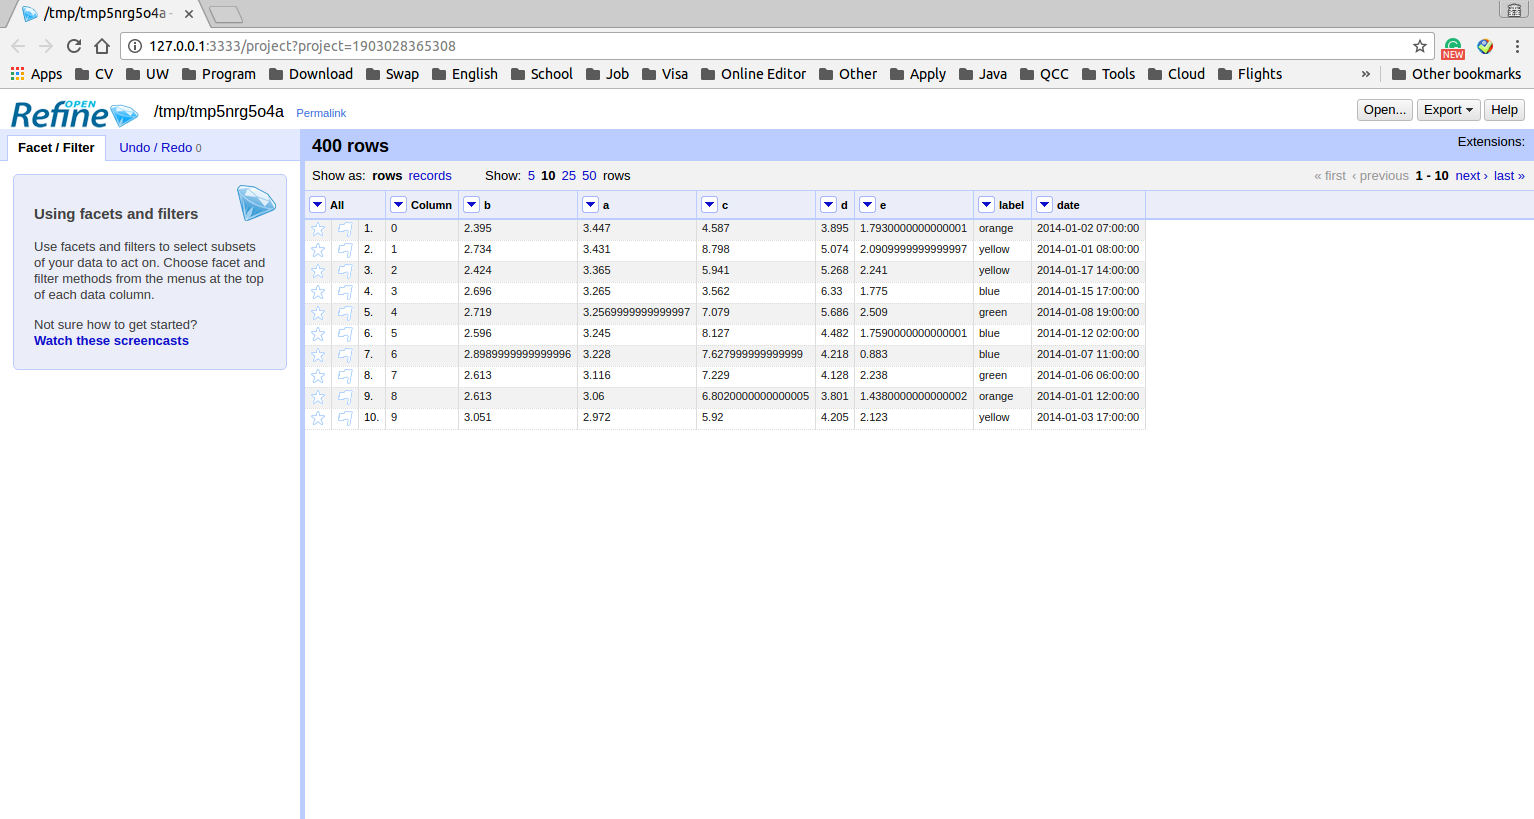 /tmp/tmp5nrg5o4a -
127.0.0.1:3333/project?project=1903028365308
NEW
Apps CV UW Program Download Swap English School Job Visa Online Editor Other Apply Java QCC Tools Cloud Flights » Other bookmarks
OPEN
Refine /tmp/tmp5nrg5o4a Permalink Open... Export Help
Facet / Filter Undo / Redo 0 400 rows Extensions:
Show as: rows records Show: 5 10 25 50 rows « first ‹ previous 1 - 10 next › last »
Using facets and filters
Use facets and filters to select subsets
of your data to act on. Choose facet and
filter methods from the menus at the top
of each data column.
Not sure how to get started?
Watch these screencasts
All Column b a c d e label date
1. 0 2.395 3.447 4.587 3.895 1.7930000000000001 orange 2014-01-02 07:00:00
2. 1 2.734 3.431 8.798 5.074 2.0909999999999997 yellow 2014-01-01 08:00:00
3. 2 2.424 3.365 5.941 5.268 2.241 yellow 2014-01-17 14:00:00
4. 3 2.696 3.265 3.562 6.33 1.775 blue 2014-01-15 17:00:00
5. 4 2.719 3.2569999999999997 7.079 5.686 2.509 green 2014-01-08 19:00:00
6. 5 2.596 3.245 8.127 4.482 1.7590000000000001 blue 2014-01-12 02:00:00
7. 6 2.8989999999999996 3.228 7.627999999999999 4.218 0.883 blue 2014-01-07 11:00:00
8. 7 2.613 3.116 7.229 4.128 2.238 green 2014-01-06 06:00:00
9. 8 2.613 3.06 6.8020000000000005 3.801 1.4380000000000002 orange 2014-01-01 12:00:00
10. 9 3.051 2.972 5.92 4.205 2.123 yellow 2014-01-03 17:00:00